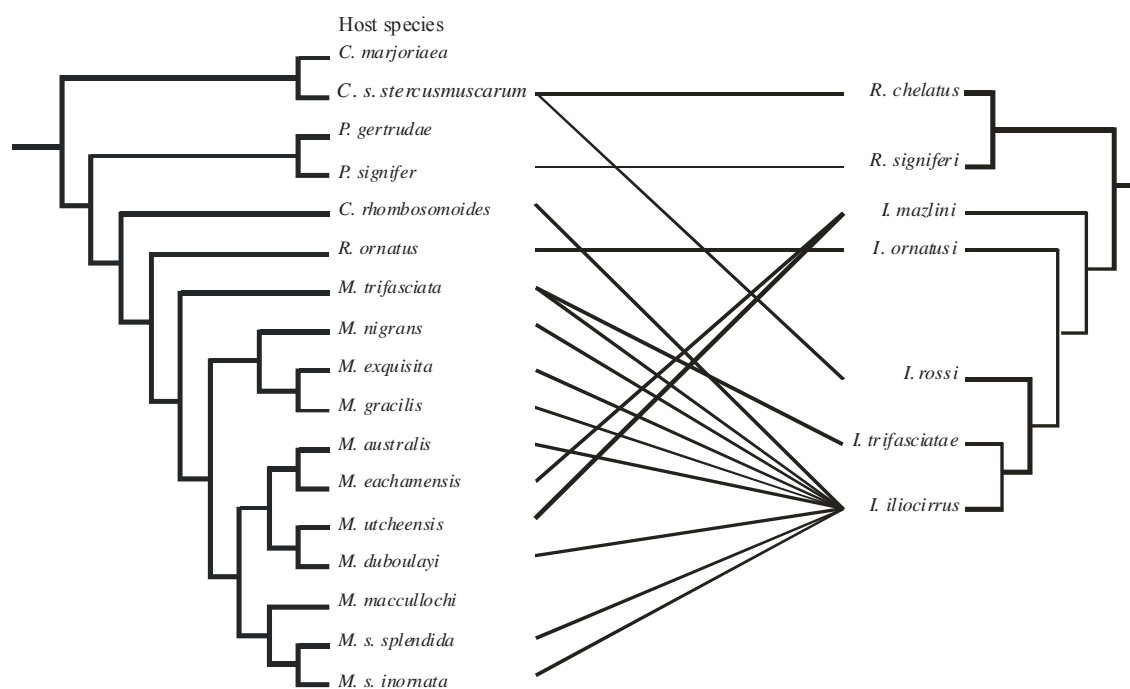 Host species
C. marjoriaea
C. s. stercusmuscarum
P. gertrudae
P. signifer
C. rhombosomoides
R. ornatus
M. trifasciata
M. nigrans
M. exquisita
M. gracilis
M. australis
M. eachamensis
M. utcheensis
M. duboulayi
M. maccullochi
M. s. splendida
M. s. inornata
R. chelatus
R. signiferi
I. mazlini
I. ornatusi
I. rossi
I. trifasciatae
I. iliocirrus